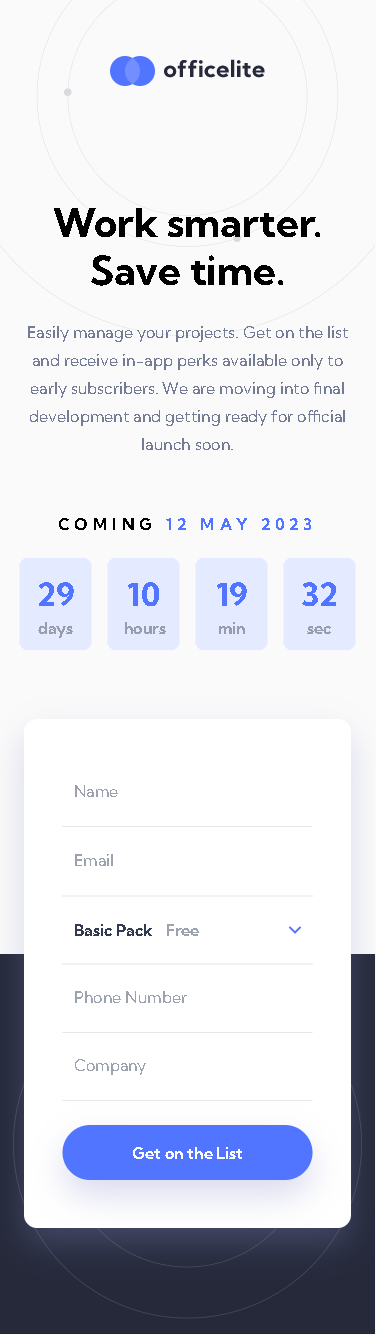 officelite
Work smarter.
Save time.
Easily manage your projects. Get on the list
and receive in-app perks available only to
early subscribers. We are moving into final
development and getting ready for official
launch soon.
COMING 12 MAY 2023
29 10 19 32
days hours min sec
Name
Email
Basic Pack Free
Phone Number
Company
Get on the List